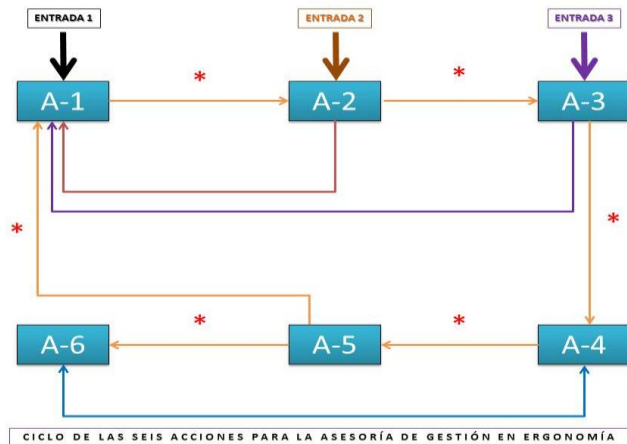 ENTRADA 1
ENTRADA 2
ENTRADA 3
*
*
A-1
A-2
A-3
*
*
*
*
A-6
A-5
A-4
CICLO DE LAS SEIS ACCIONES PARA LA ASESORÍA DE GESTIÓN EN ERGONOMÍA